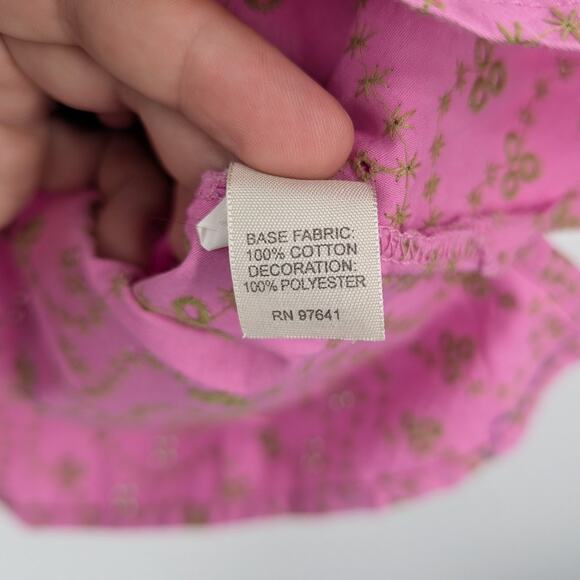 BASE FABRIC:
100% COTTON
DECORATION:
100% POLYESTER
RN 97641